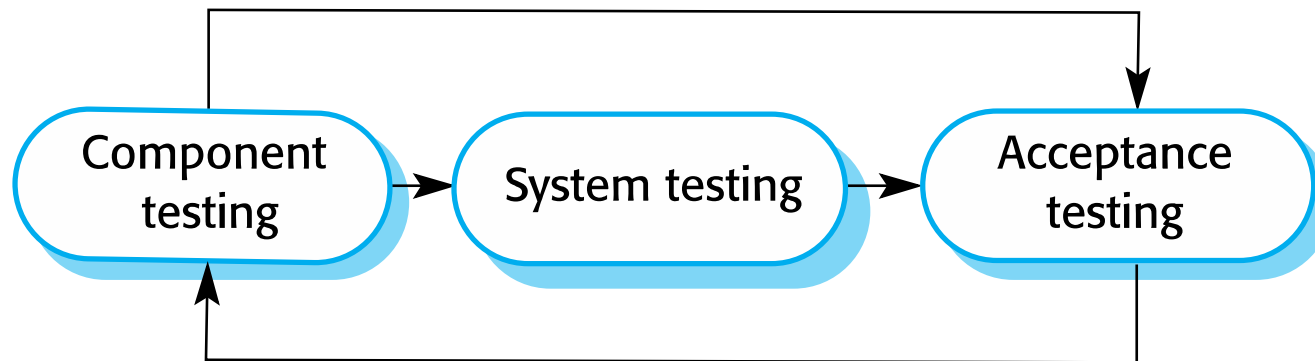 Component
testing
System testing
Acceptance
testing